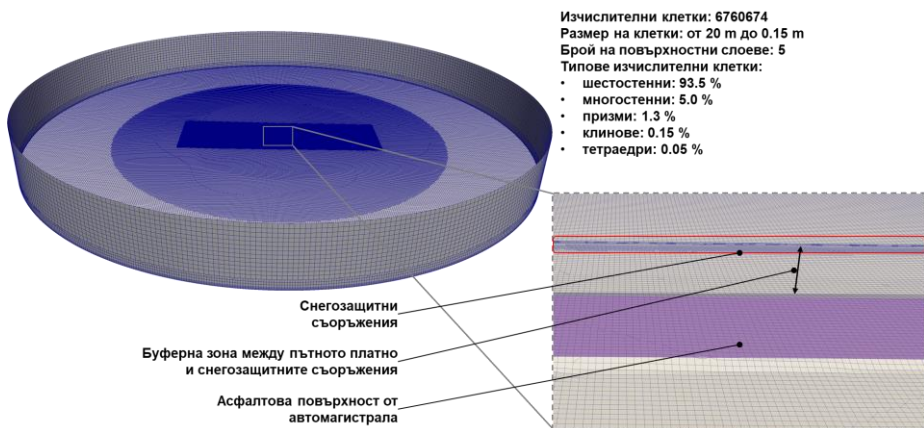 Изчислителни клетки: 6760674
Размер на клетки: от 20 m до 0.15 m
Брой на повърхностни слоеве: 5
Типове изчислителни клетки:
• шестостенни: 93.5 %
• многостенни: 5.0 %
• призми: 1.3 %
• клинове: 0.15 %
• тетраедри: 0.05 %
Снегозащитни
съоръжения
Буферна зона между пътното платно
и снегозащитните съоръжения
Асфалтова повърхност от
автомагистрала